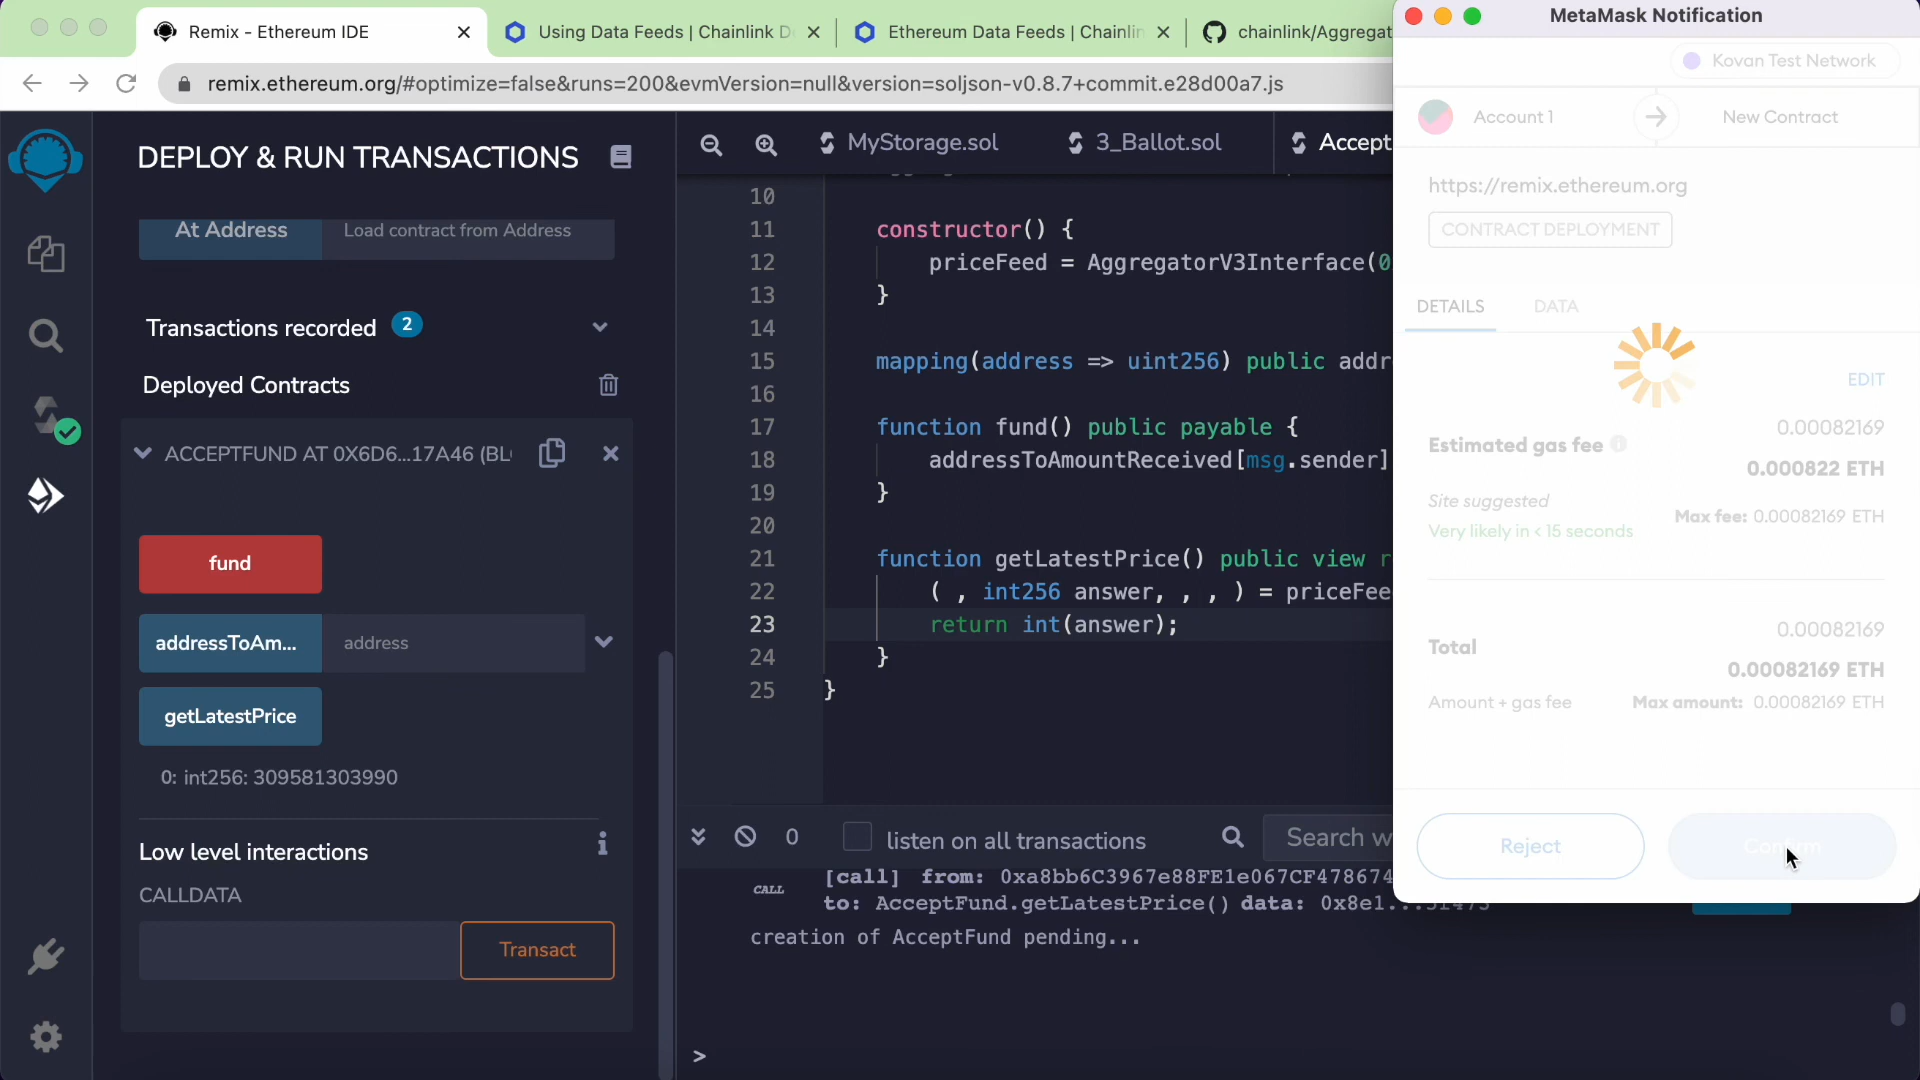 Remix - Ethereum IDE
Using Data Feeds | Chainlink D
Ethereum Data Feeds | Chainlin
chainlink/Aggregat
MetaMask Notification
remix.ethereum.org/#optimize=false&runs=200&evmVersion=null&version=soljson-v0.8.7+commit.e28d00a7.js
Kovan Test Network
Account 1
New Contract
DEPLOY & RUN TRANSACTIONS
MyStorage.sol
3_Ballot.sol
Accept
https://remix.ethereum.org
CONTRACT DEPLOYMENT
At Address
Load contract from Address
Transactions recorded 2
Deployed Contracts
ACCEPTFUND AT 0X6D6...17A46 (BL
fund
addressToAm...
address
getLatestPrice
0: int256: 309581303990
Low level interactions
i
CALLDATA
Transact
10
11 constructor() {
12 priceFeed = AggregatorV3Interface(0
13 }
14
15 mapping(address => uint256) public addr
16
17 function fund() public payable {
18 addressToAmountReceived[msg.sender]
19 }
20
21 function getLatestPrice() public view r
22 ( , int256 answer, , , ) = priceFee
23 return int(answer);
24 }
25 }
0
listen on all transactions
Search w
CALL
[call] from: 0xa8bb6C3967e88FE1e067CF478674
to: AcceptFund.getLatestPrice() data: 0x8e1...5f473
creation of AcceptFund pending...
>
DETAILS
DATA
EDIT
0.00082169
Estimated gas fee
0.000822 ETH
Site suggested
Max fee: 0.00082169 ETH
Very likely in < 15 seconds
0.00082169
Total
0.00082169 ETH
Amount + gas fee
Max amount: 0.00082169 ETH
Reject
Confirm